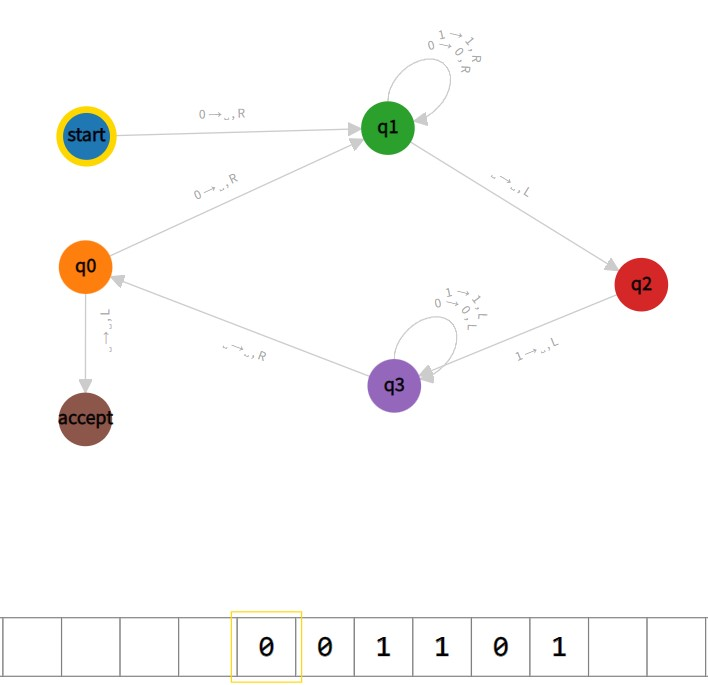 1→1,R
0→0,R
start
0→␣,R
q1
0→␣,R
␣→␣,L
q0
q2
1→1,L
0→0,L
␣→␣,L
␣→␣,R
1→␣,L
q3
accept
0 0 1 1 0 1